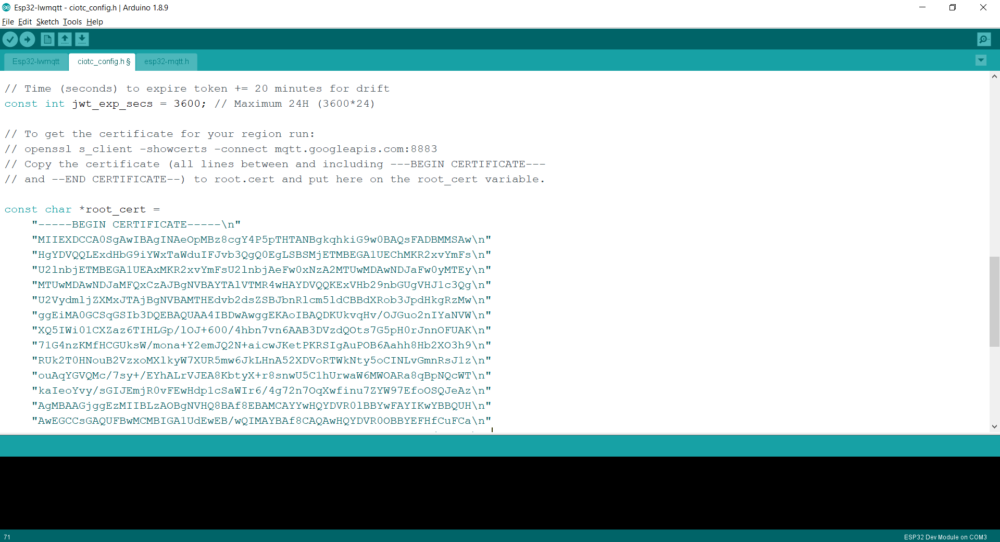 Esp32-lwmqtt - ciotc_config.h | Arduino 1.8.9
File Edit Sketch Tools Help
Esp32-lwmqtt ciotc_config.h § esp32-mqtt.h
// Time (seconds) to expire token += 20 minutes for drift
const int jwt_exp_secs = 3600; // Maximum 24H (3600*24)
// To get the certificate for your region run:
// openssl s_client -showcerts -connect mqtt.googleapis.com:8883
// Copy the certificate (all lines between and including ---BEGIN CERTIFICATE---
// and --END CERTIFICATE--) to root.cert and put here on the root_cert variable.
const char *root_cert =
"-----BEGIN CERTIFICATE-----\n"
"MIIEXDCCA0SgAwIBAgINAeOpMBz8cgY4P5pTHTANBgkqhkiG9w0BAQsFADBMMSAw\n"
"HgYDVQQLExdHbG9iYWxTaWduIFJvb3QgQ0EgLSBSMjETMBEGA1UEChMKR2xvYmFs\n"
"U2lnbjETMBEGA1UEAxMKR2xvYmFsU2lnbjAeFw0xNzA2MTUwMDAwNDJaFw0yMTEy\n"
"MTUwMDAwNDJaMFQxCzAJBgNVBAYTAlVTMR4wHAYDVQQKExVHb29nbGUgVHJ1c3Qg\n"
"U2VydmljZXMxJTAjBgNVBAMTHEdvb2dsZSBJbnRlcm5ldCBBdXRob3JpdHkgRzMw\n"
"ggEiMA0GCSqGSIb3DQEBAQUAA4IBDwAwggEKAoIBAQDKUkvqHv/OJGuo2nIYaNVW\n"
"XQ5IWi01CXZaz6TIHLGp/lOJ+600/4hbn7vn6AAB3DVzdQOts7G5pH0rJnnOFUAK\n"
"71G4nzKMfHCGUksW/mona+Y2emJQ2N+aicwJKetPKRSIgAuPOB6Aahh8Hb2XO3h9\n"
"RUk2T0HNouB2VzxoMXlkyW7XUR5mw6JkLHnA52XDVoRTWkNty5oCINLvGmnRsJ1z\n"
"ouAqYGVQMc/7sy+/EYhALrVJEA8KbtyX+r8snwU5C1hUrwaW6MWOARa8qBpNQcWT\n"
"kaIeoYvy/sGIJEmjR0vFEwHdp1cSaWIr6/4g72n7OqXwfinu7ZYW97EfoOSQJeAz\n"
"AgMBAAGjggEzMIIBLzAOBgNVHQ8BAf8EBAMCAYYwHQYDVR0lBBYwFAYIKwYBBQUH\n"
"AwEGCCsGAQUFBwMCMBIGA1UdEwEB/wQIMAYBAf8CAQAwHQYDVR0OBBYEFHfCuFCa\n"
71
ESP32 Dev Module on COM3